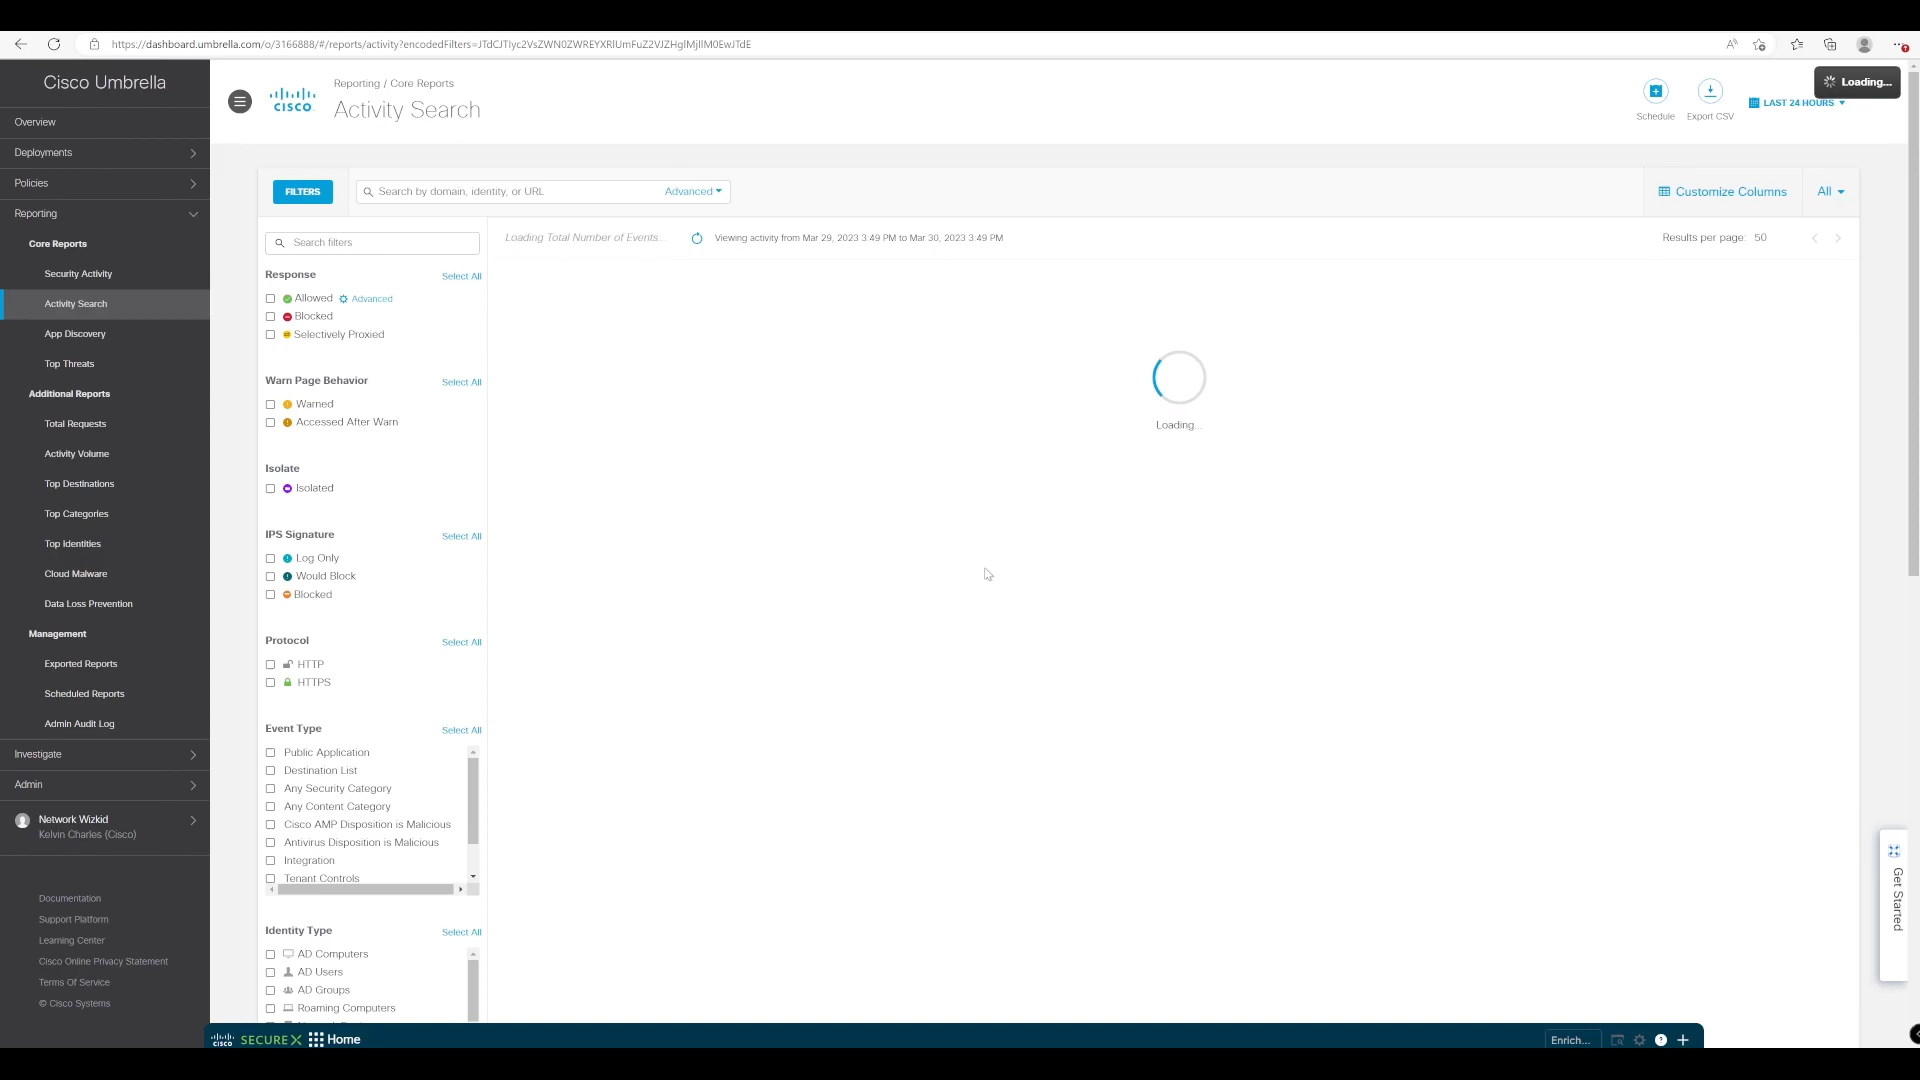 https://dashboard.umbrella.com/o/3166888/#/reports/activity?encodedFilters=JTdCJTIyc2VsZWN0ZWREYXRlUmFuZ2VJZHglMjIlM0EwJTdE
Cisco Umbrella
Overview
Deployments
Policies
Reporting
Core Reports
Security Activity
Activity Search
App Discovery
Top Threats
Additional Reports
Total Requests
Activity Volume
Top Destinations
Top Categories
Top Identities
Cloud Malware
Data Loss Prevention
Management
Exported Reports
Scheduled Reports
Admin Audit Log
Investigate
Admin
Network Wizkid
Kelvin Charles (Cisco)
Documentation
Support Platform
Learning Center
Cisco Online Privacy Statement
Terms Of Service
© Cisco Systems
CISCO
Reporting / Core Reports
Activity Search
Schedule
Export CSV
LAST 24 HOURS
Loading...
FILTERS
Search by domain, identity, or URL
Advanced
Customize Columns
All
Search filters
Loading Total Number of Events...
Viewing activity from Mar 29, 2023 3:49 PM to Mar 30, 2023 3:49 PM
Results per page: 50
Response Select All
Allowed Advanced
Blocked
Selectively Proxied
Warn Page Behavior Select All
Warned
Accessed After Warn
Isolate
Isolated
IPS Signature Select All
Log Only
Would Block
Blocked
Protocol Select All
HTTP
HTTPS
Event Type Select All
Public Application
Destination List
Any Security Category
Any Content Category
Cisco AMP Disposition is Malicious
Antivirus Disposition is Malicious
Integration
Tenant Controls
Identity Type Select All
AD Computers
AD Users
AD Groups
Roaming Computers
Loading...
Get Started
CISCO SECUREX Home
Enrich...